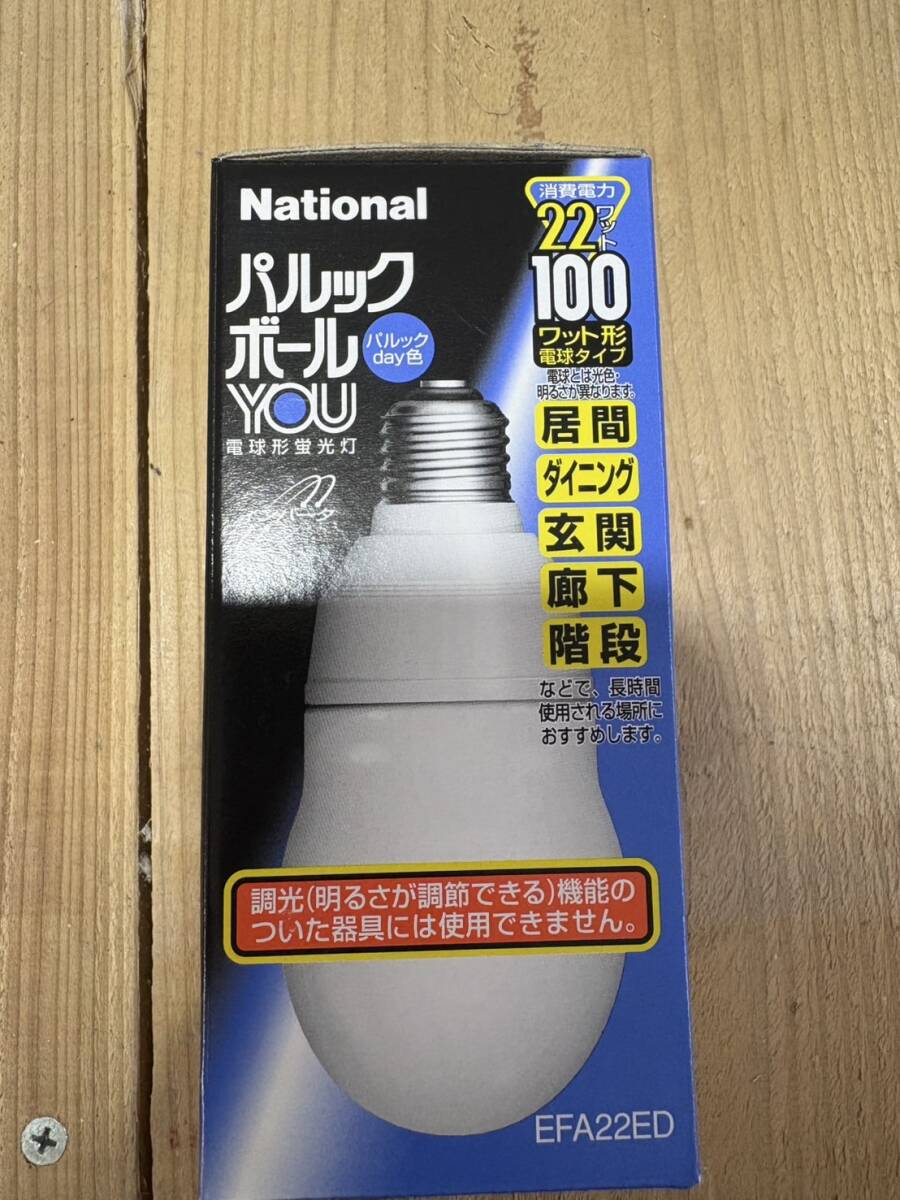 National
パルック
ボール
YOU
パルック
day色
電球形蛍光灯
消費電力
22ワット
100
ワット形
電球タイプ
電球とは光色・
明るさが異なります。
居間
ダイニング
玄関
廊下
階段
などで、長時間
使用される場所に
おすすめします。
調光(明るさが調節できる)機能の
ついた器具には使用できません。
EFA22ED